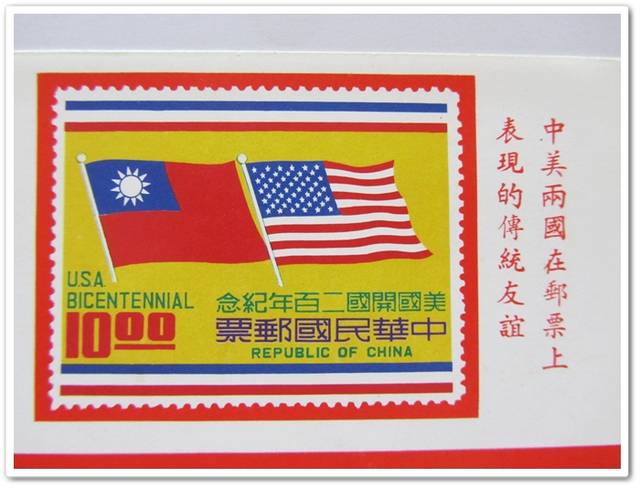 U.S.A.
BICENTENNIAL
10.00
美國開國二百年紀念
中華民國郵票
REPUBLIC OF CHINA
中美兩國在郵票上
表現的傳統友誼